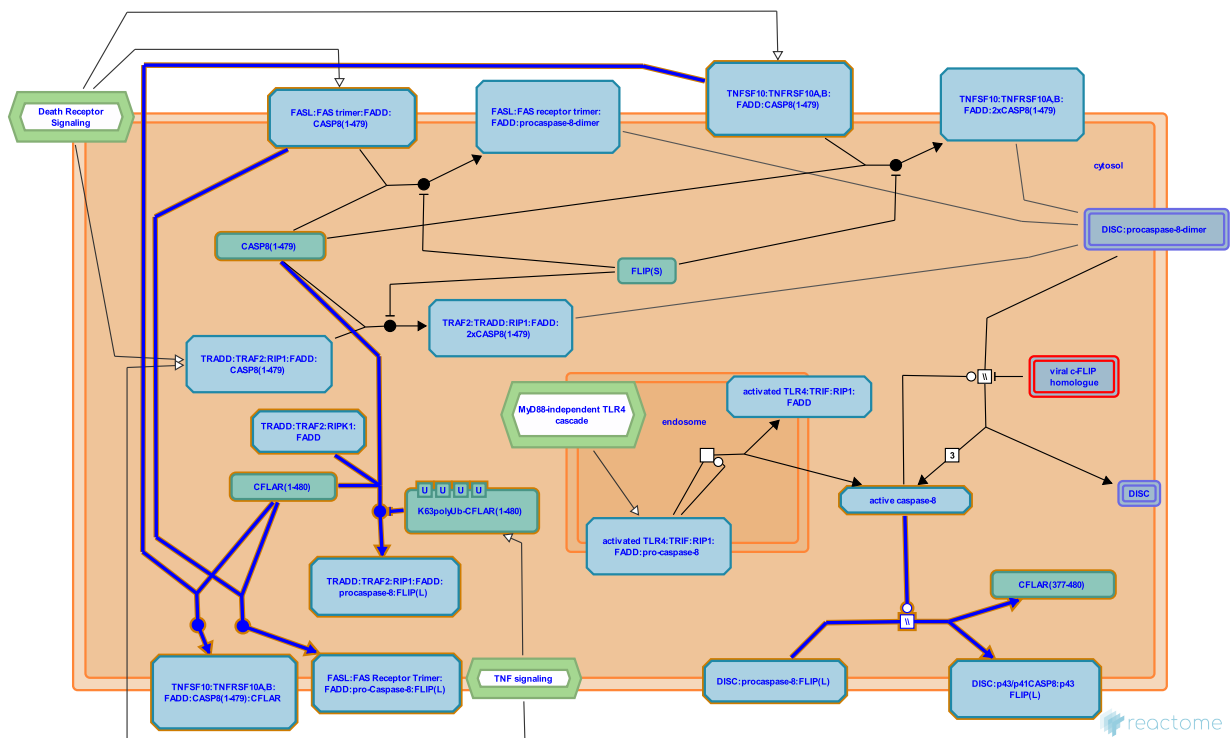 Death Receptor
Signaling
FASL:FAS trimer:FADD:
CASP8(1-479)
FASL:FAS receptor trimer:
FADD:procaspase-8-dimer
TNFSF10:TNFRSF10A,B:
FADD:CASP8(1-479)
TNFSF10:TNFRSF10A,B:
FADD:2xCASP8(1-479)
cytosol
DISC:procaspase-8-dimer
CASP8(1-479)
FLIP(S)
TRAF2:TRADD:RIP1:FADD:
2xCASP8(1-479)
TRADD:TRAF2:RIP1:FADD:
CASP8(1-479)
viral c-FLIP
homologue
\\
MyD88-independent TLR4
cascade
activated TLR4:TRIF:RIP1:
FADD
endosome
TRADD:TRAF2:RIPK1:
FADD
3
CFLAR(1-480)
U U U U
K63polyUb-CFLAR(1-480)
active caspase-8
DISC
activated TLR4:TRIF:RIP1:
FADD:pro-caspase-8
TRADD:TRAF2:RIP1:FADD:
procaspase-8:FLIP(L)
CFLAR(377-480)
\\
TNFSF10:TNFRSF10A,B:
FADD:CASP8(1-479):CFLAR
FASL:FAS Receptor Trimer:
FADD:pro-Caspase-8:FLIP(L)
TNF signaling
DISC:procaspase-8:FLIP(L)
DISC:p43/p41CASP8:p43
FLIP(L)
reactome